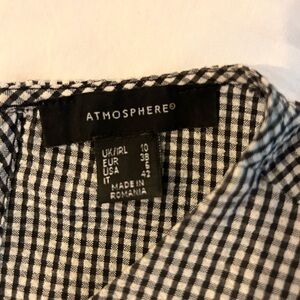 ATMOSPHERE®
UK/IRL 10
EUR 38
USA 6
IT 42
MADE IN
ROMANIA